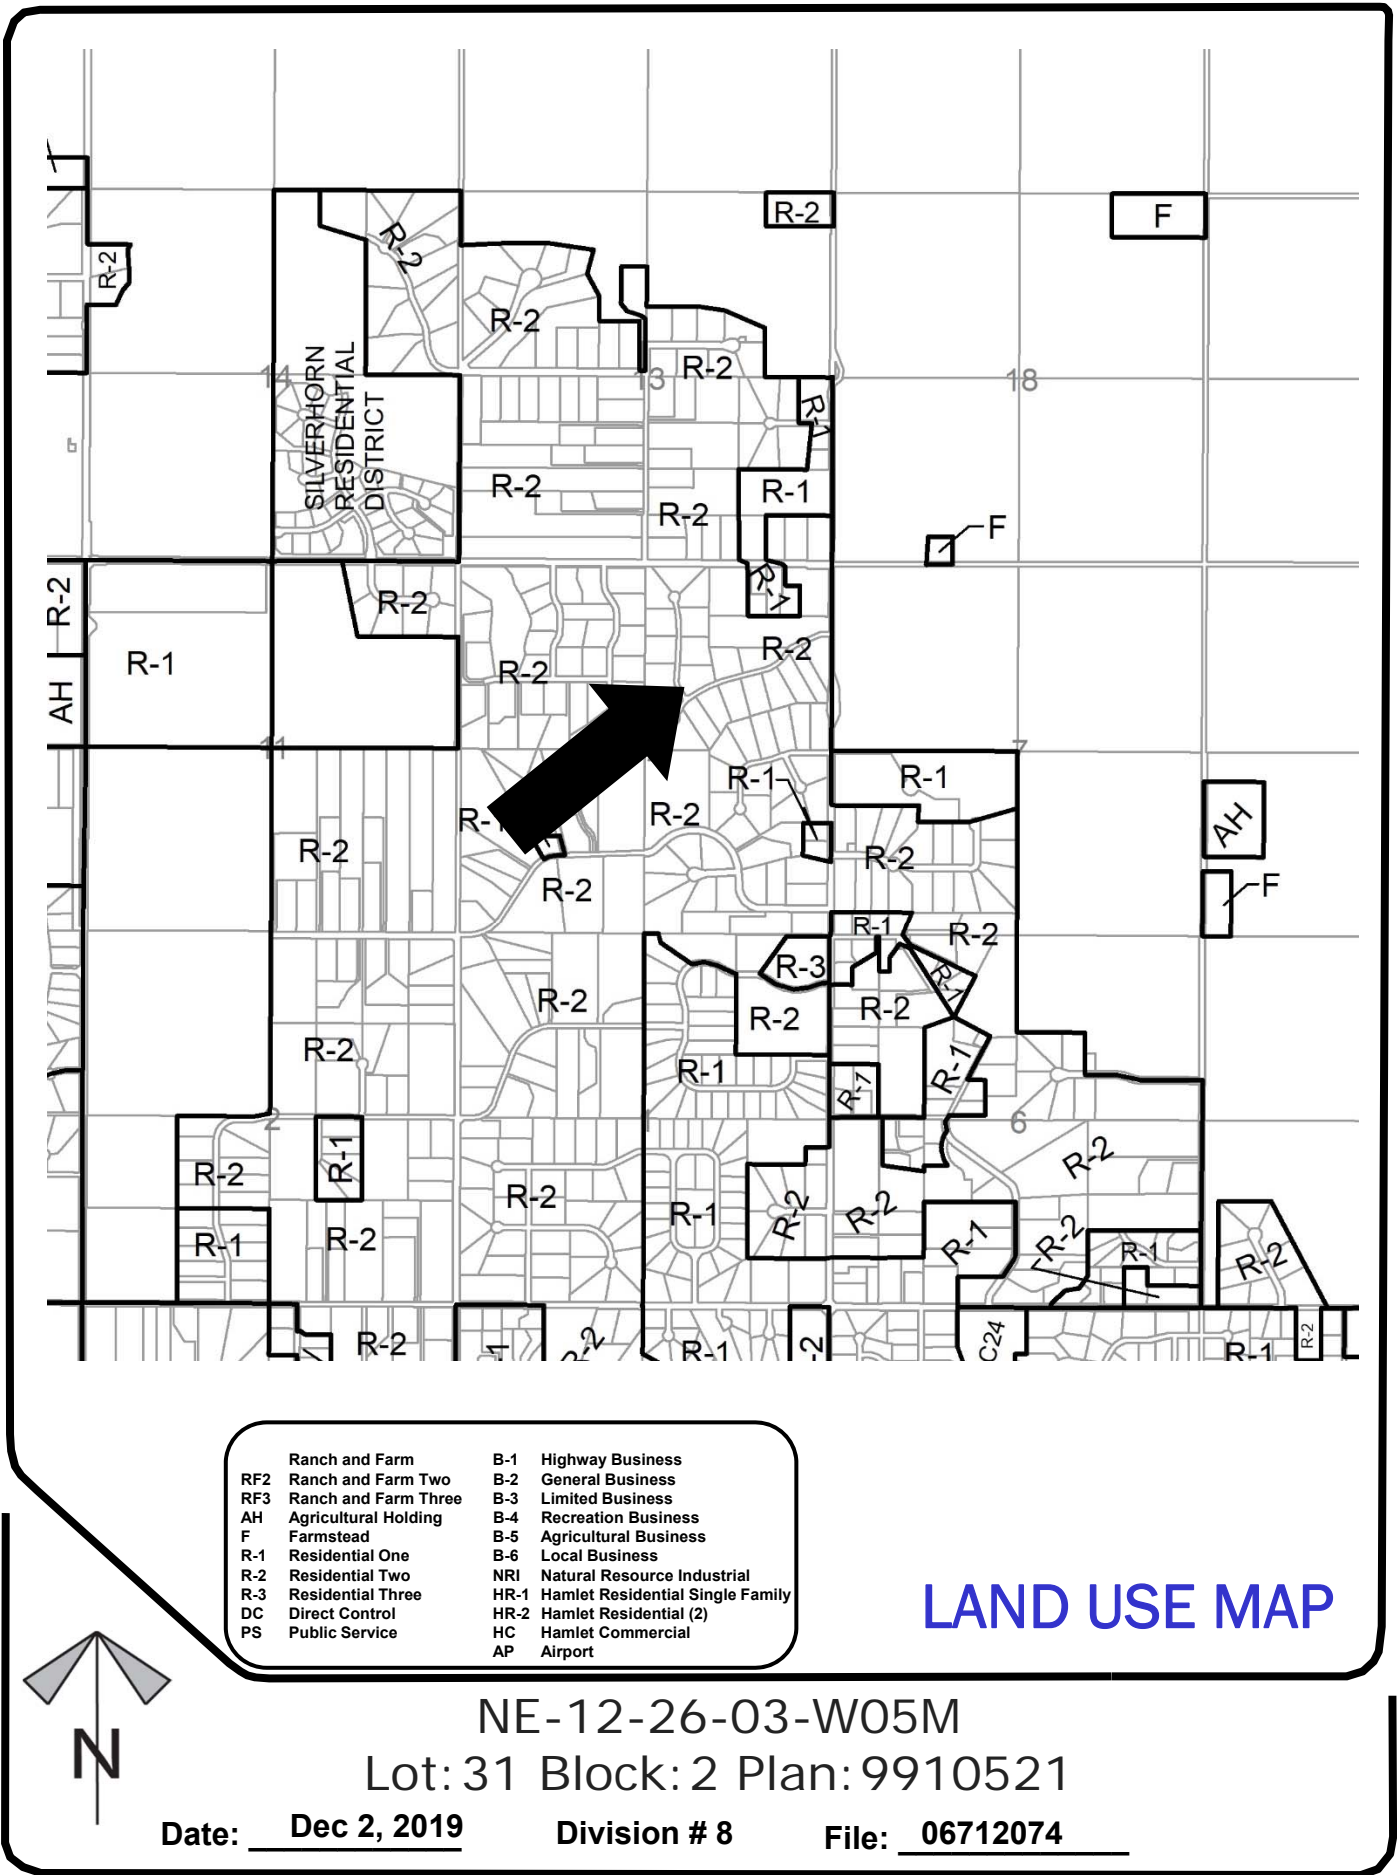 R-2
F
R-2
R-2
R-2
R-2
14
13
18
SILVERHORN
RESIDENTIAL
DISTRICT
R-1
R-2
R-1
R-2
F
R-2
R-2
R-1
R-2
R-1
R-2
AH
11
7
R-1
R-1
R-2
R-1
AH
R-2
R-2
R-2
F
R-1
R-2
R-3
R-1
R-2
R-2
R-2
R-2
R-1
R-1
R-1
2
1
6
R-2
R-1
R-2
R-2
R-1
R-2
R-2
R-1
R-2
R-1
R-2
R-1
R-2
R-2
R-2
R-1
-2
C24
R-1
R-2
Ranch and Farm
RF2 Ranch and Farm Two
RF3 Ranch and Farm Three
AH Agricultural Holding
F Farmstead
R-1 Residential One
R-2 Residential Two
R-3 Residential Three
DC Direct Control
PS Public Service
B-1 Highway Business
B-2 General Business
B-3 Limited Business
B-4 Recreation Business
B-5 Agricultural Business
B-6 Local Business
NRI Natural Resource Industrial
HR-1 Hamlet Residential Single Family
HR-2 Hamlet Residential (2)
HC Hamlet Commercial
AP Airport
LAND USE MAP
N
NE-12-26-03-W05M
Lot:31 Block:2 Plan:9910521
Date: Dec 2, 2019 Division # 8 File: 06712074